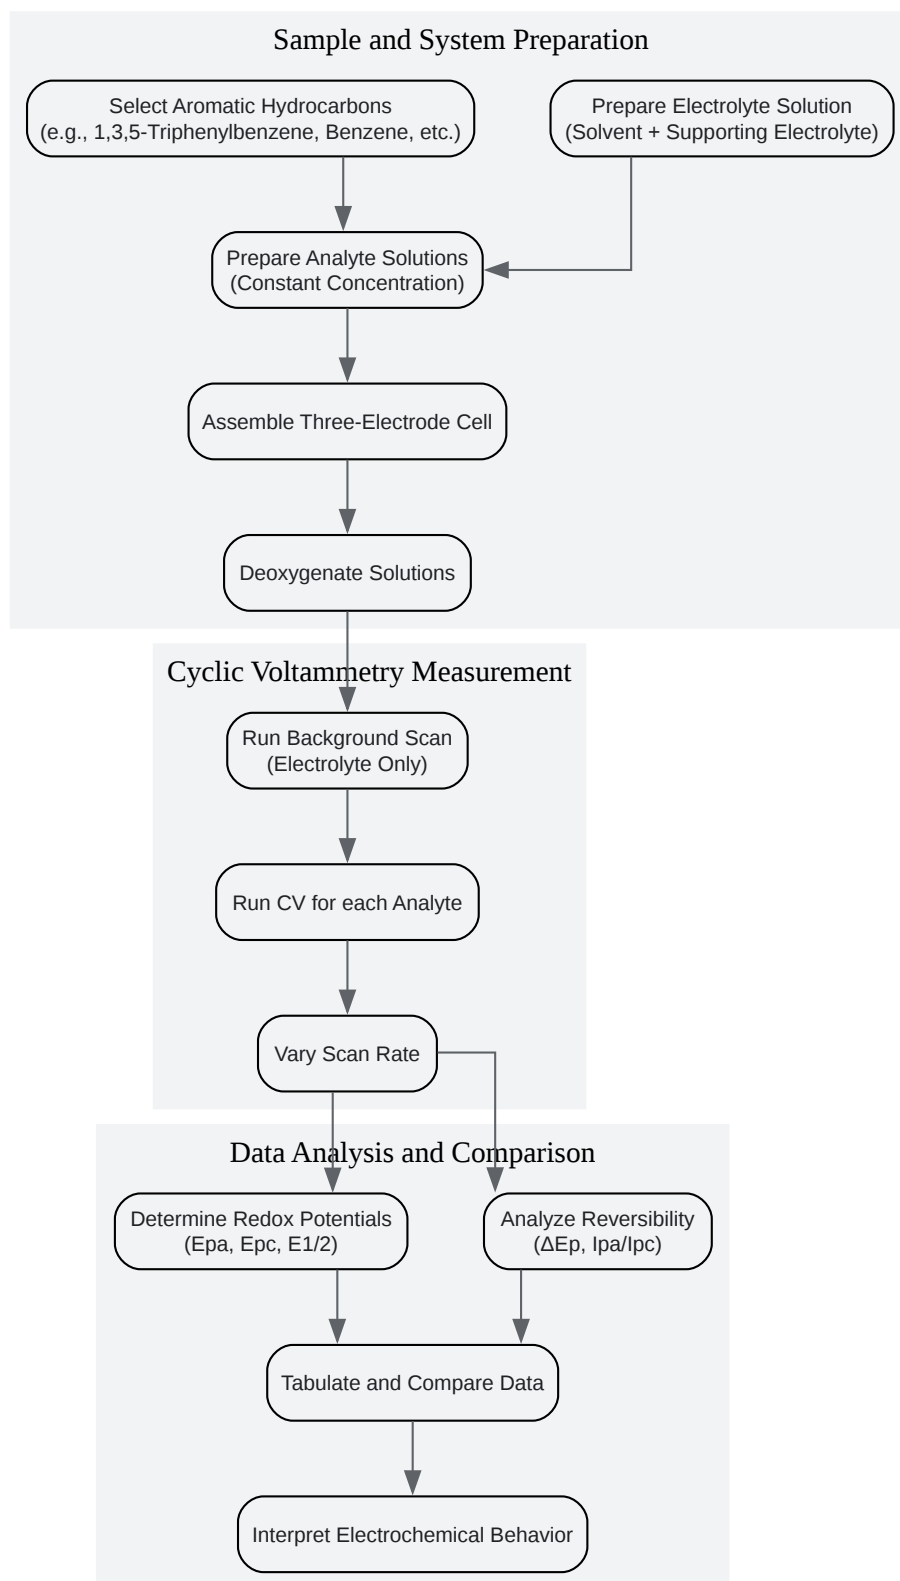 Sample and System Preparation
Select Aromatic Hydrocarbons
(e.g., 1,3,5-Triphenylbenzene, Benzene, etc.)
Prepare Electrolyte Solution
(Solvent + Supporting Electrolyte)
Prepare Analyte Solutions
(Constant Concentration)
Assemble Three-Electrode Cell
Deoxygenate Solutions
Cyclic Voltammetry Measurement
Run Background Scan
(Electrolyte Only)
Run CV for each Analyte
Vary Scan Rate
Data Analysis and Comparison
Determine Redox Potentials
(Epa, Epc, E1/2)
Analyze Reversibility
(ΔEp, Ipa/Ipc)
Tabulate and Compare Data
Interpret Electrochemical Behavior